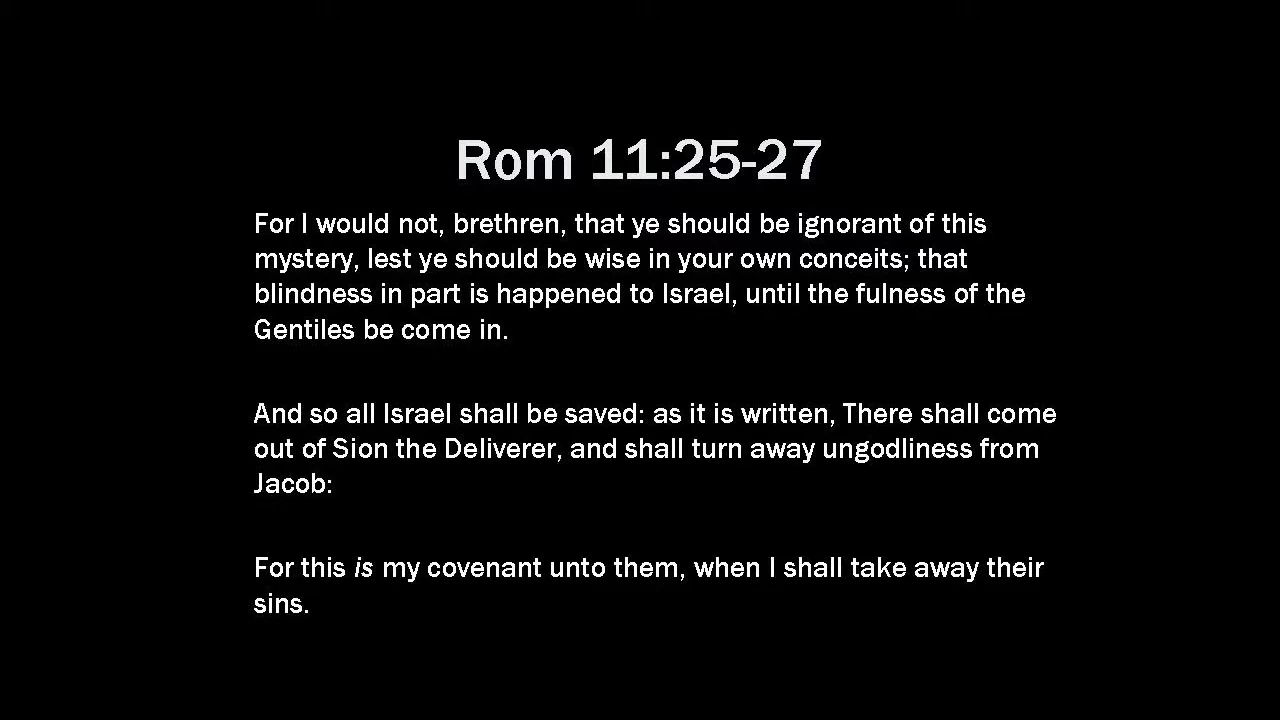 Rom 11:25-27
For I would not, brethren, that ye should be ignorant of this
mystery, lest ye should be wise in your own conceits; that
blindness in part is happened to Israel, until the fulness of the
Gentiles be come in.
And so all Israel shall be saved: as it is written, There shall come
out of Sion the Deliverer, and shall turn away ungodliness from
Jacob:
For this is my covenant unto them, when I shall take away their
sins.